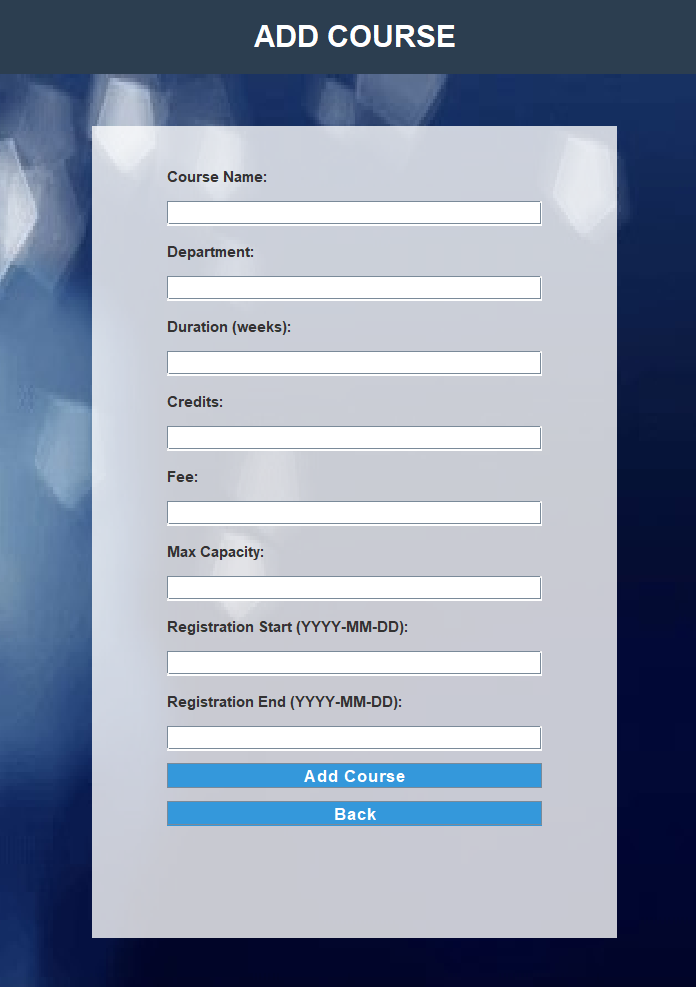 ADD COURSE
Course Name:
Department:
Duration (weeks):
Credits:
Fee:
Max Capacity:
Registration Start (YYYY-MM-DD):
Registration End (YYYY-MM-DD):
Add Course
Back